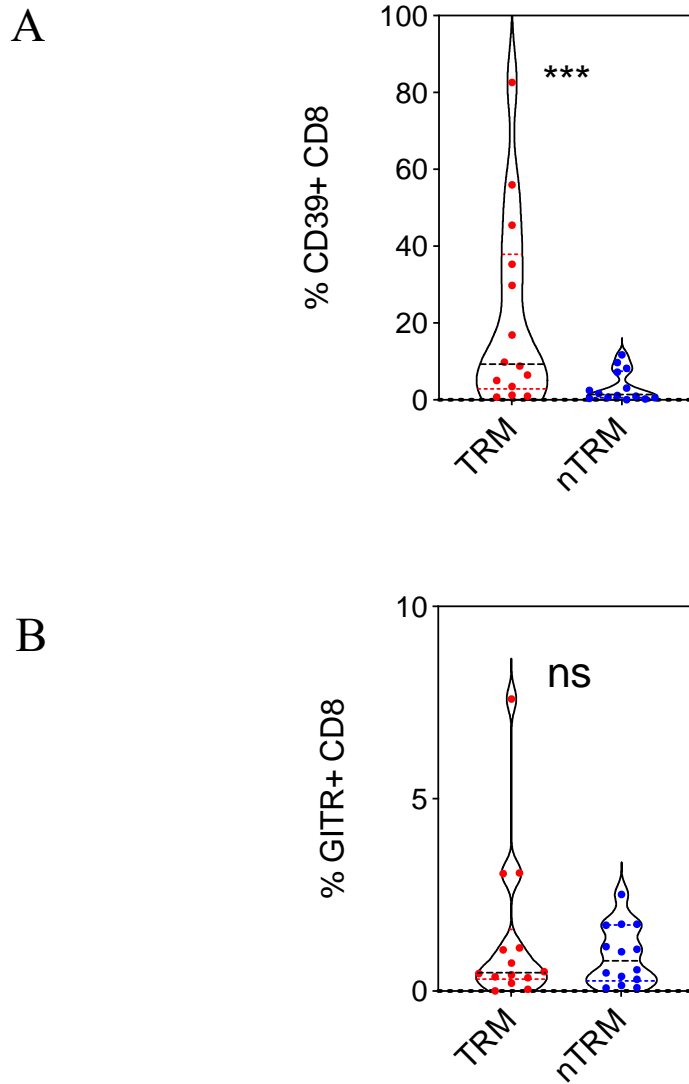 A
% CD39+ CD8
100
80
60
40
20
0
***
TRM
nTRM
B
% GITR+ CD8
10
5
0
ns
TRM
nTRM